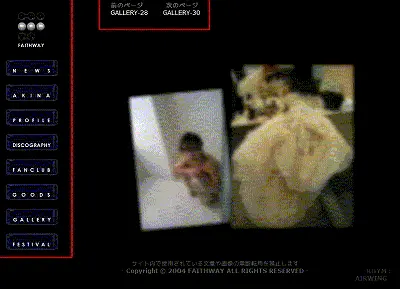 前のページ 次のページ
GALLERY-28 GALLERY-30
FAITHWAY
NEWS
AKINA
PROFILE
DISCOGRAPHY
FANCLUB
GOODS
GALLERY
FESTIVAL
サイト内で使用されている文章や画像の無断転用を禁止します
Copyright © 2004 FAITHWAY ALL RIGHTS RESERVED